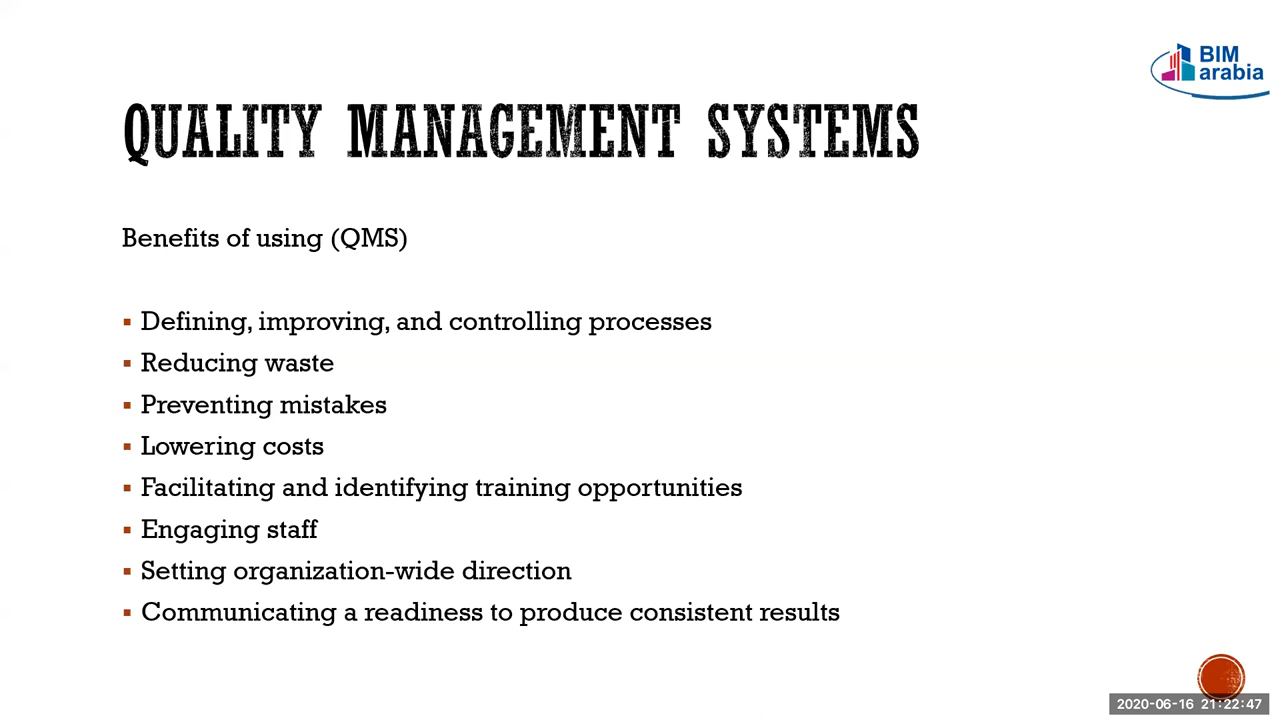 BIM
arabia
QUALITY MANAGEMENT SYSTEMS
Benefits of using (QMS)
▪ Defining, improving, and controlling processes
▪ Reducing waste
▪ Preventing mistakes
▪ Lowering costs
▪ Facilitating and identifying training opportunities
▪ Engaging staff
▪ Setting organization-wide direction
▪ Communicating a readiness to produce consistent results
2020-06-16 21:22:47